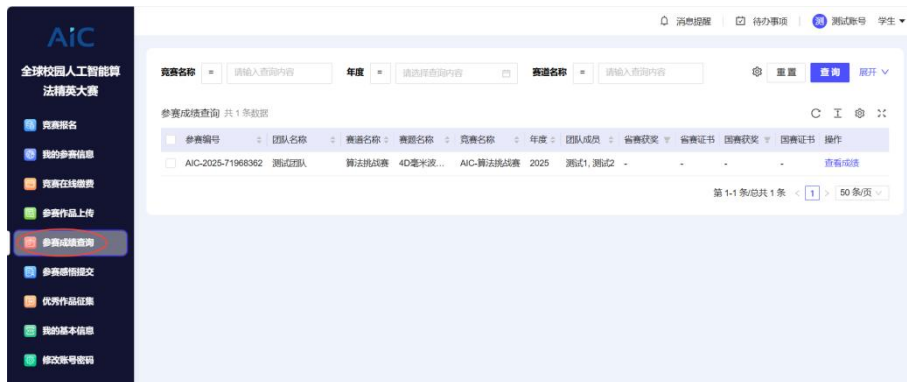 消息提醒 待办事项 测 测试账号 学生
AiC
全球校园人工智能算
法精英大赛
竞赛报名
我的参赛信息
竞赛在线缴费
参赛作品上传
参赛成绩查询
参赛感悟提交
优秀作品征集
我的基本信息
修改账号密码
竞赛名称 = 请输入查询内容 年度 = 请选择查询内容 赛道名称 = 请输入查询内容 重置 查询 展开
参赛成绩查询 共 1 条数据
参赛编号 团队名称 赛道名称 赛题名称 竞赛名称 年度 团队成员 省赛获奖 省赛证书 国赛获奖 国赛证书 操作
AIC-2025-71968362 测试团队 算法挑战赛 4D毫米波... AIC-算法挑战赛 2025 测试1, 测试2 - - - - 查看成绩
第 1-1 条/总共 1 条 < 1 > 50 条/页